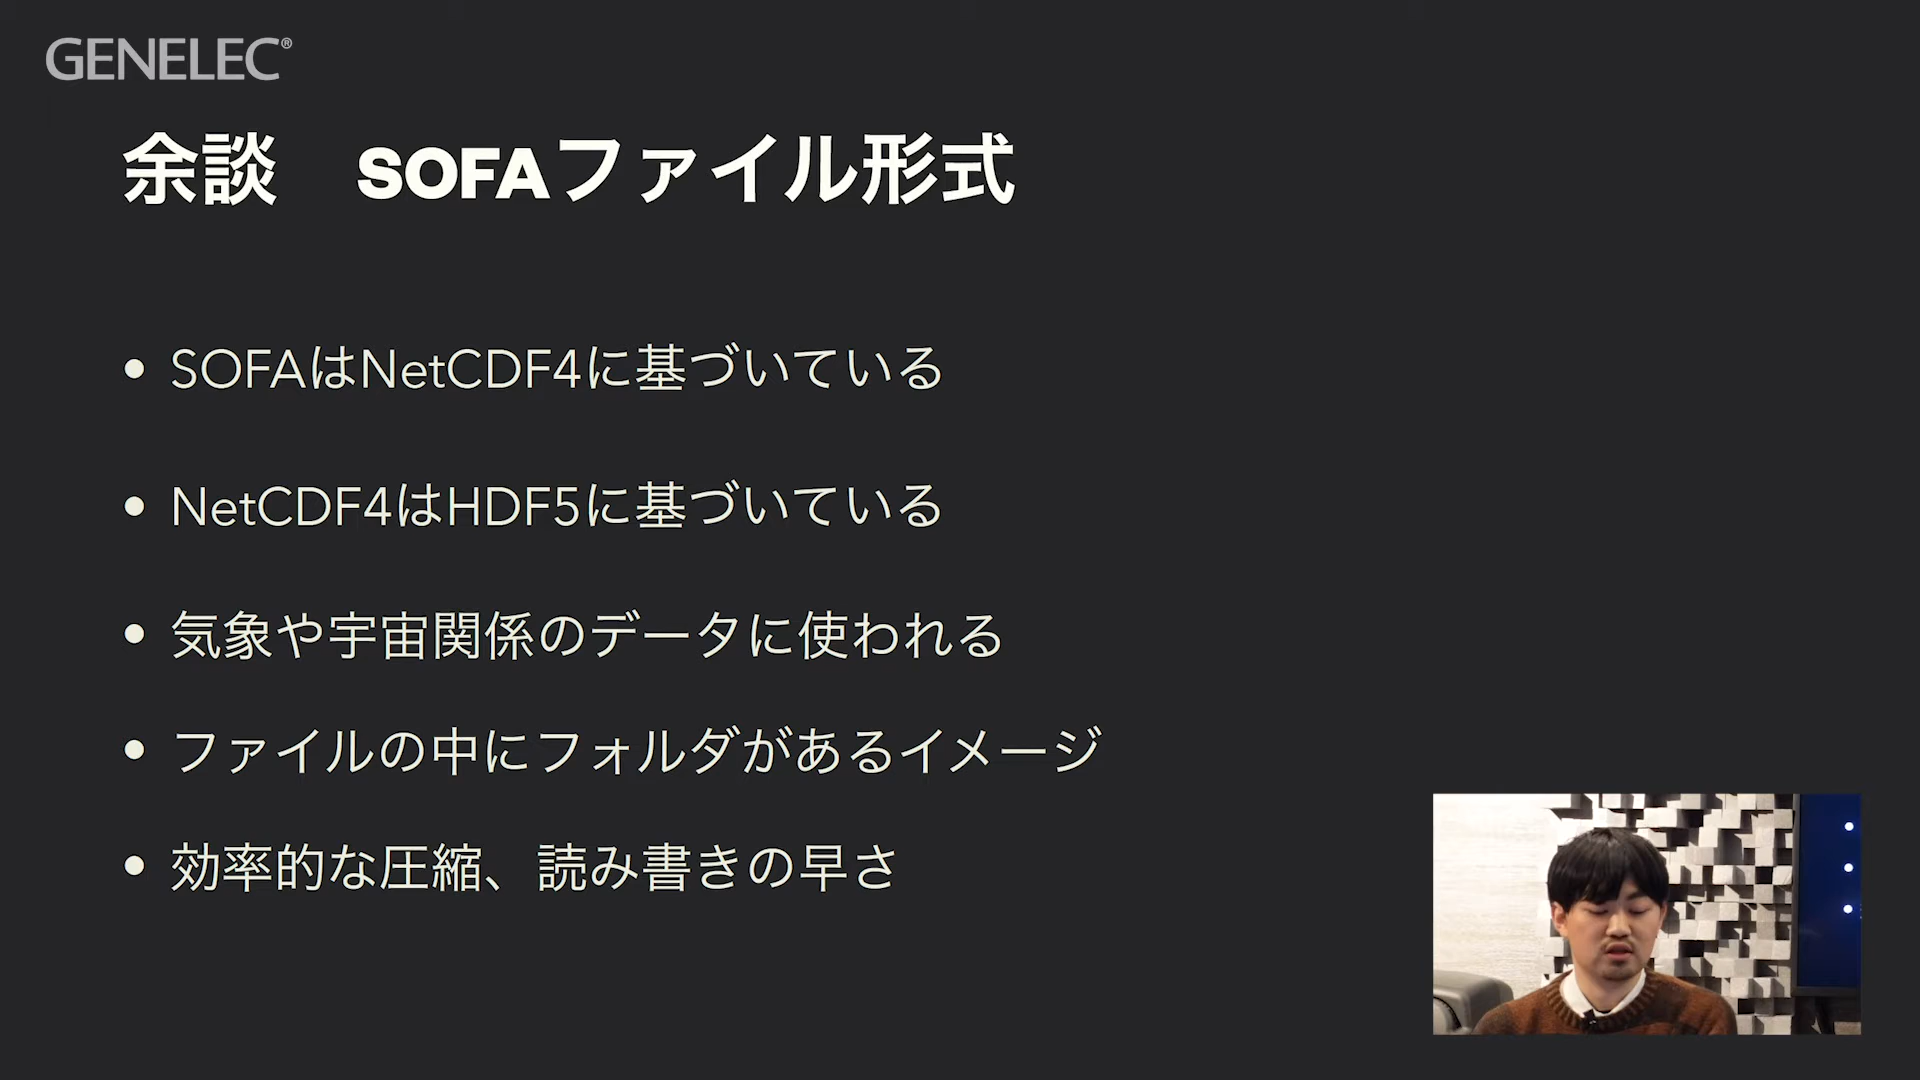 GENELEC®
余談　SOFAファイル形式
• SOFAはNetCDF4に基づいている
• NetCDF4はHDF5に基づいている
• 気象や宇宙関係のデータに使われる
• ファイルの中にフォルダがあるイメージ
• 効率的な圧縮、読み書きの早さ